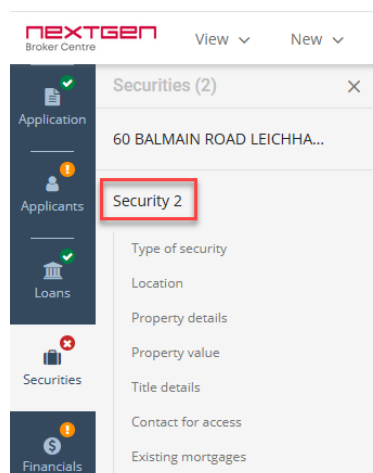 NEXTGEN
Broker Centre
View
New
Application
Applicants
Loans
Securities
Financials
Securities (2)
60 BALMAIN ROAD LEICHHA...
Security 2
Type of security
Location
Property details
Property value
Title details
Contact for access
Existing mortgages